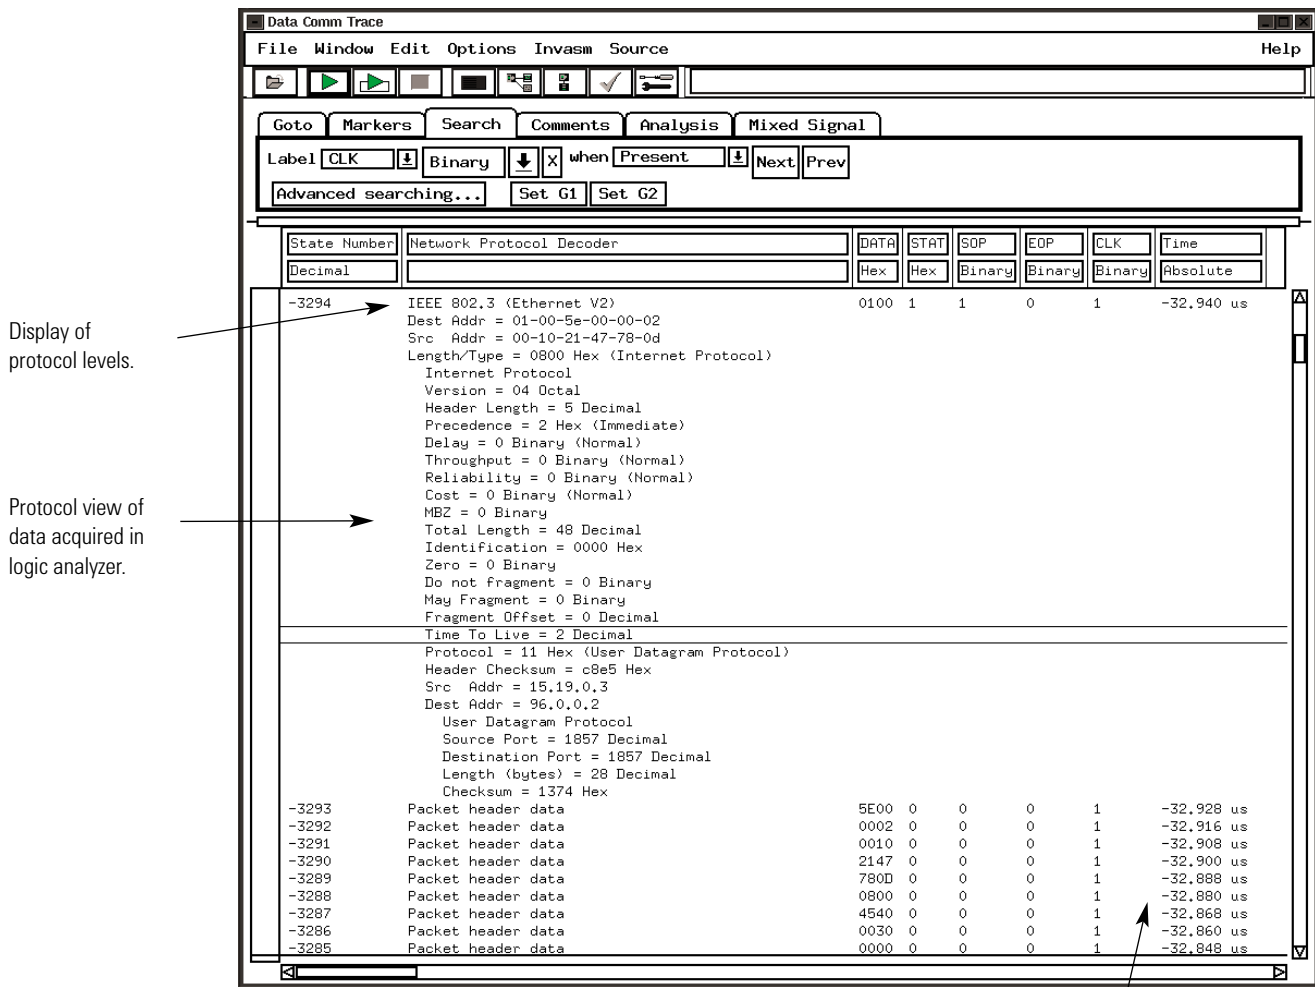 Data Comm Trace
File Window Edit Options Invasm Source Help
Goto Markers Search Comments Analysis Mixed Signal
Label CLK Binary X when Present Next Prev
Advanced searching... Set G1 Set G2
State Number Network Protocol Decoder DATA STAT SOP EOP CLK Time
Decimal Hex Hex Binary Binary Binary Absolute
-3294 IEEE 802.3 (Ethernet V2) 0100 1 1 0 1 -32.940 us
Dest Addr = 01-00-5e-00-00-02
Src Addr = 00-10-21-47-78-0d
Length/Type = 0800 Hex (Internet Protocol)
Internet Protocol
Version = 04 Octal
Header Length = 5 Decimal
Precedence = 2 Hex (Immediate)
Delay = 0 Binary (Normal)
Throughput = 0 Binary (Normal)
Reliability = 0 Binary (Normal)
Cost = 0 Binary (Normal)
MBZ = 0 Binary
Total Length = 48 Decimal
Identification = 0000 Hex
Zero = 0 Binary
Do not fragment = 0 Binary
May Fragment = 0 Binary
Fragment Offset = 0 Decimal
Time To Live = 2 Decimal
Protocol = 11 Hex (User Datagram Protocol)
Header Checksum = c8e5 Hex
Src Addr = 15.19.0.3
Dest Addr = 96.0.0.2
User Datagram Protocol
Source Port = 1857 Decimal
Destination Port = 1857 Decimal
Length (bytes) = 28 Decimal
Checksum = 1374 Hex
-3293 Packet header data 5E00 0 0 0 1 -32.928 us
-3292 Packet header data 0002 0 0 0 1 -32.916 us
-3291 Packet header data 0010 0 0 0 1 -32.908 us
-3290 Packet header data 2147 0 0 0 1 -32.900 us
-3289 Packet header data 780D 0 0 0 1 -32.888 us
-3288 Packet header data 0800 0 0 0 1 -32.880 us
-3287 Packet header data 4540 0 0 0 1 -32.868 us
-3286 Packet header data 0030 0 0 0 1 -32.860 us
-3285 Packet header data 0000 0 0 0 1 -32.848 us
Display of
protocol levels.
Protocol view of
data acquired in
logic analyzer.